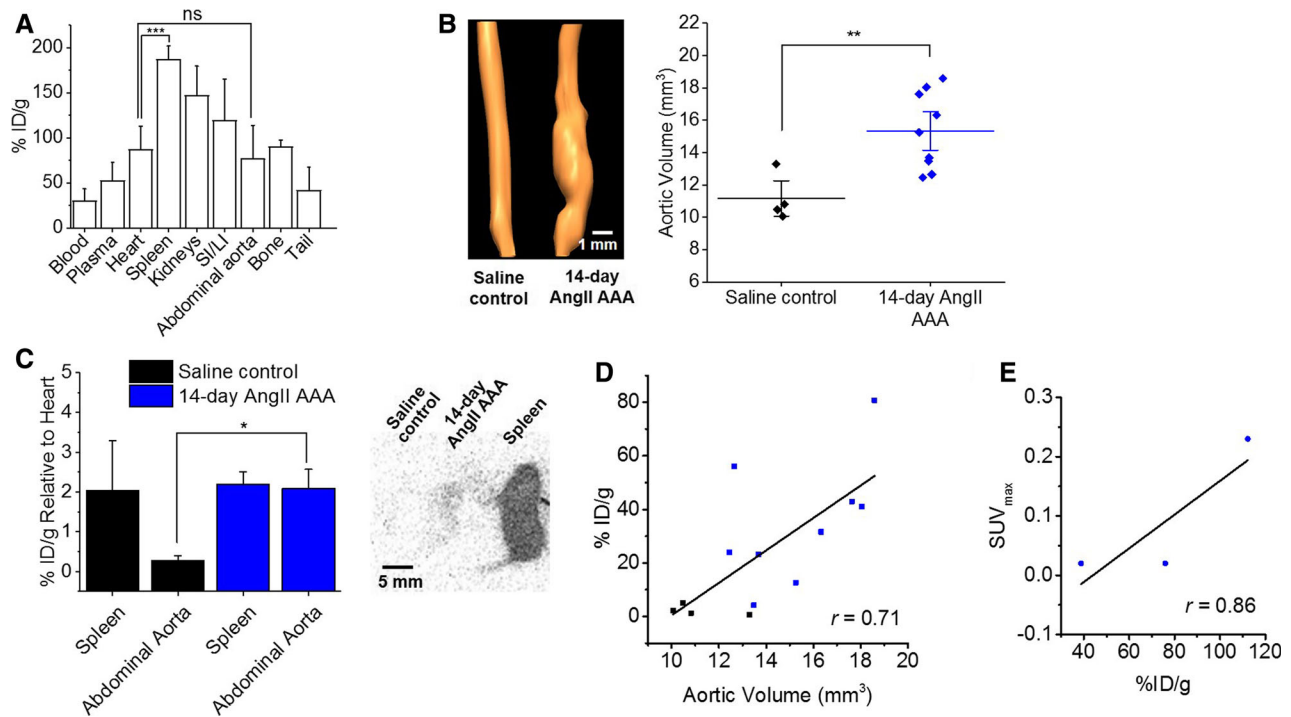 A
ns
***
200
150
100
50
0
% ID/g
Blood
Plasma
Heart
Spleen
Kidneys
SI/LI
Abdominal aorta
Bone
Tail
B
1 mm
Saline
control
14-day
AngII AAA
22
20
18
16
14
12
10
8
6
Aortic Volume (mm³)
**
Saline control
14-day AngII
AAA
C
5
4
3
2
1
2
1
0
% ID/g Relative to Heart
Saline control
14-day AngII AAA
*
Spleen
Abdominal Aorta
Spleen
Abdominal Aorta
Saline
control
14-day
AngII AAA
Spleen
5 mm
D
80
60
40
20
0
% ID/g
r = 0.71
10
12
14
16
18
20
Aortic Volume (mm³)
E
0.3
0.2
0.1
0.0
-0.1
SUVmax
r = 0.86
40
60
80
100
120
%ID/g